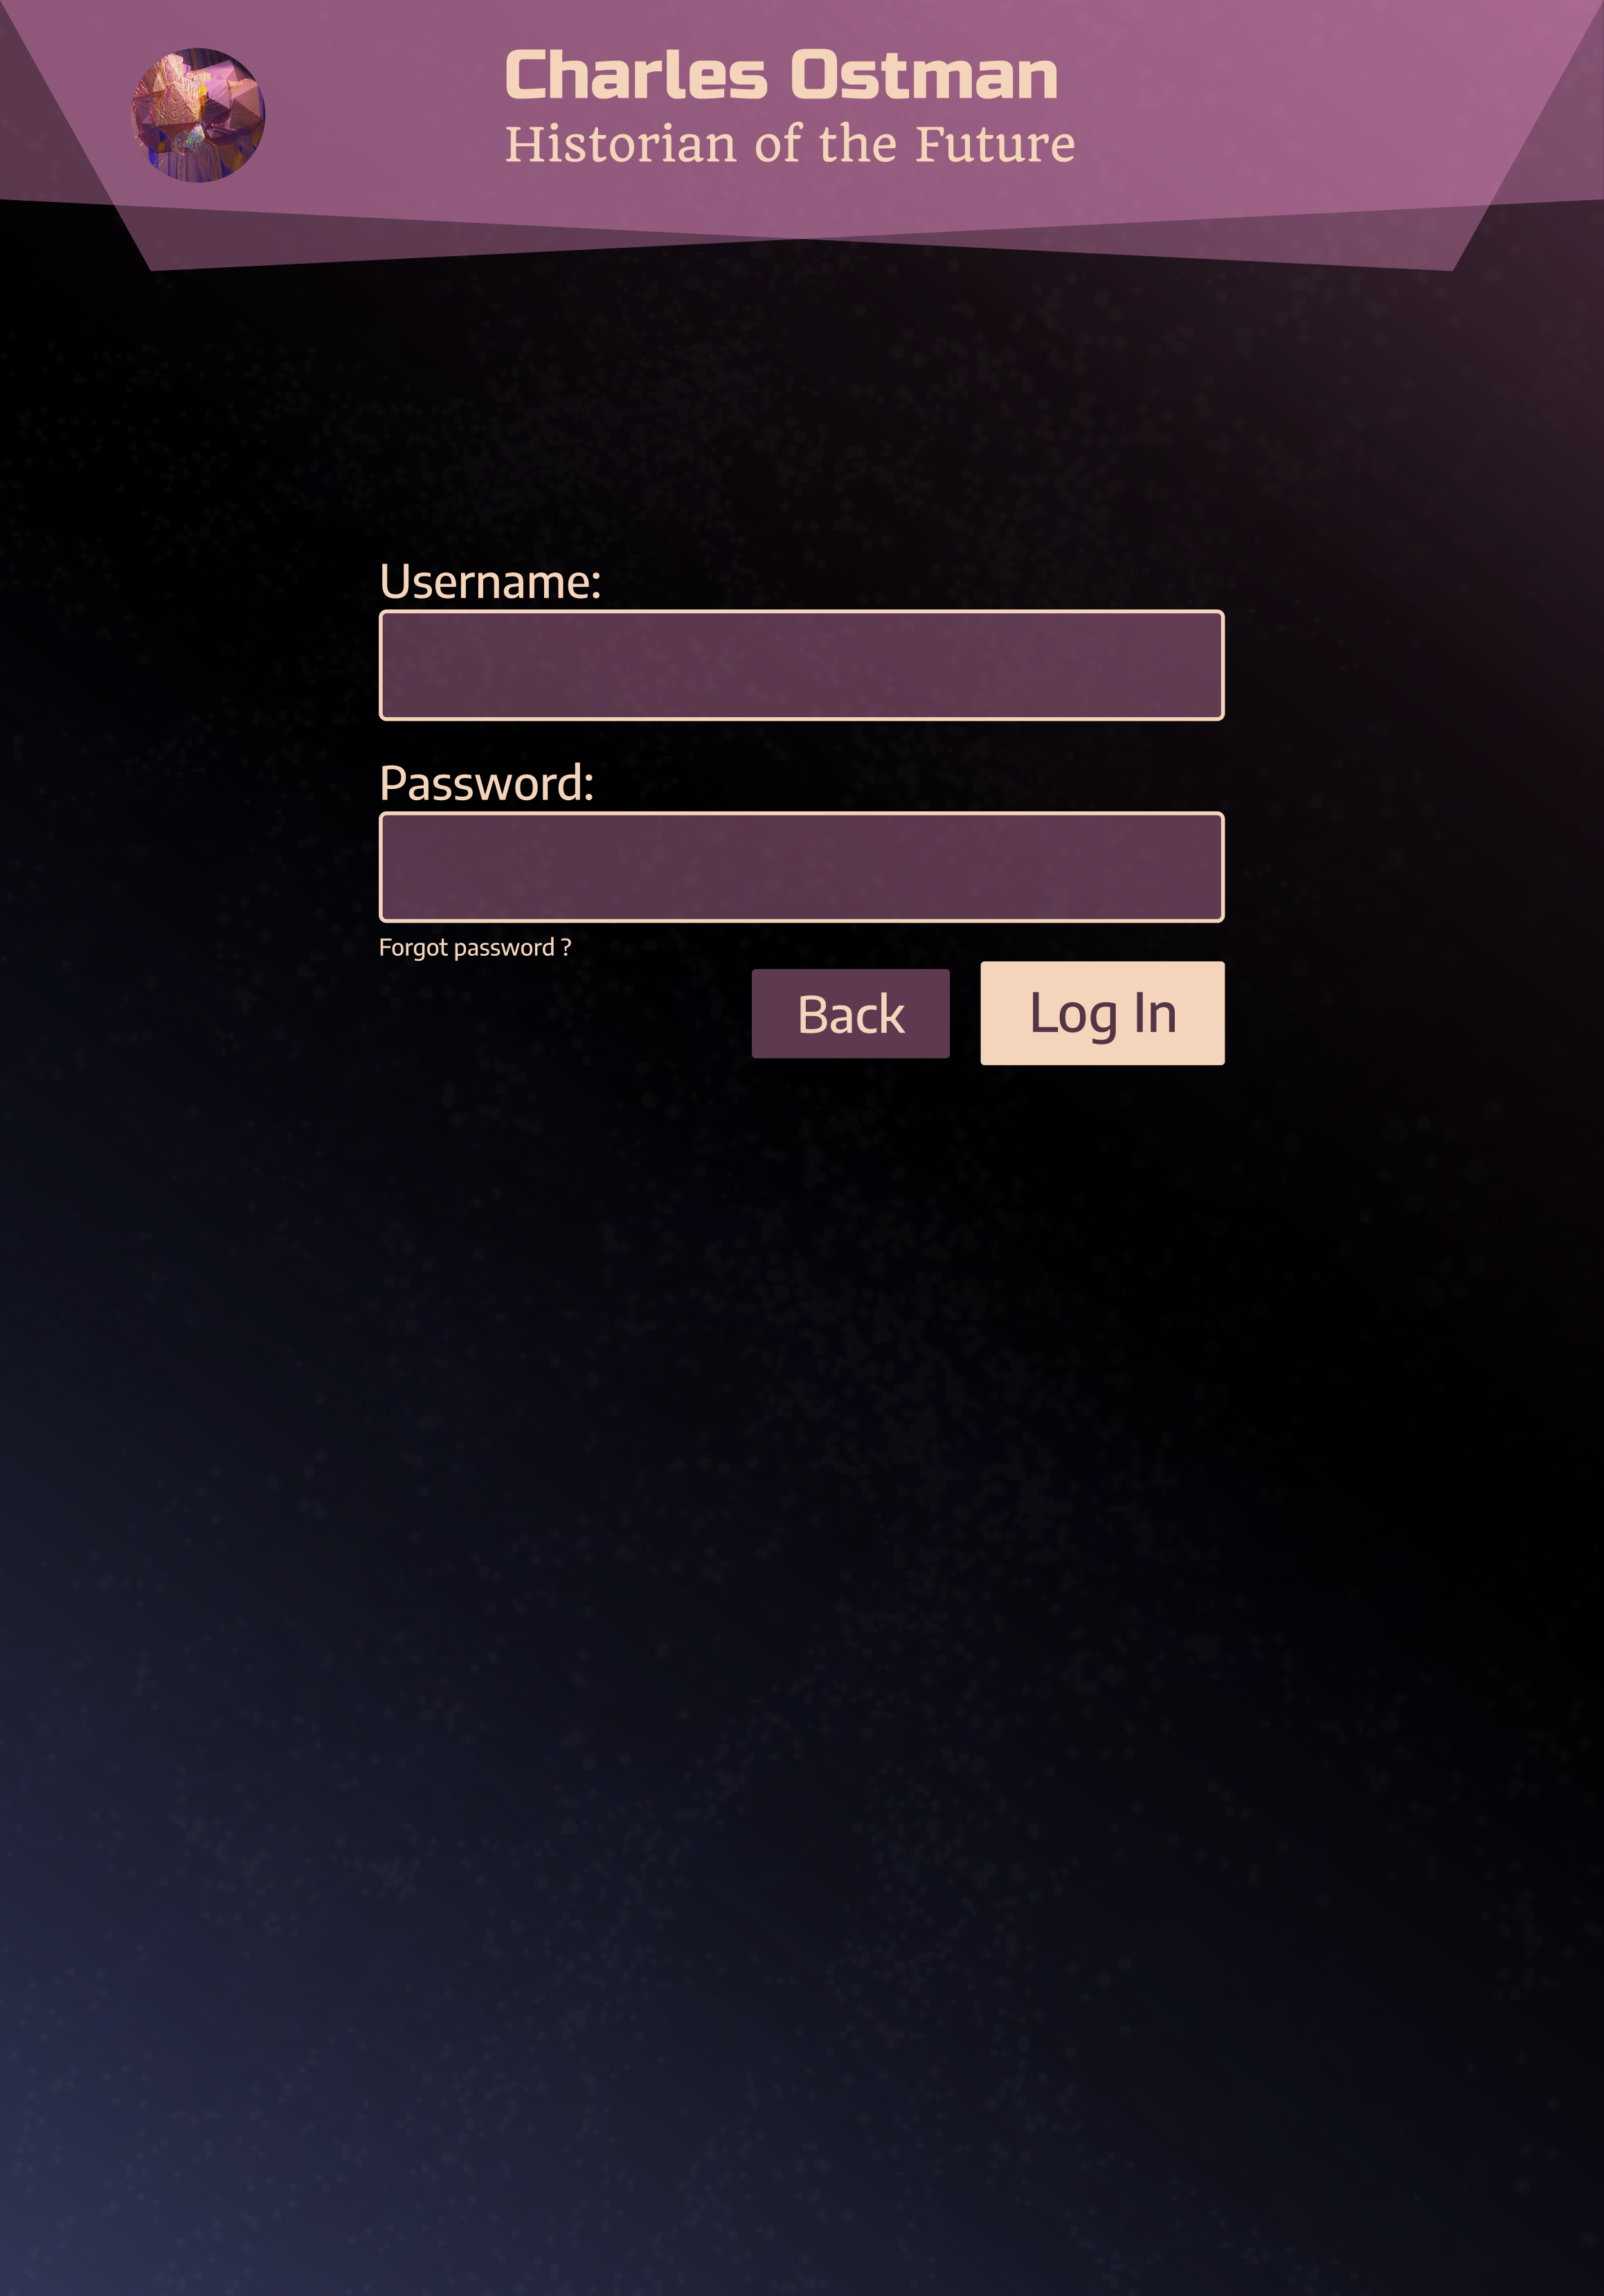 Charles Ostman
Historian of the Future
Username:
Password:
Forgot password ?
Back
Log In